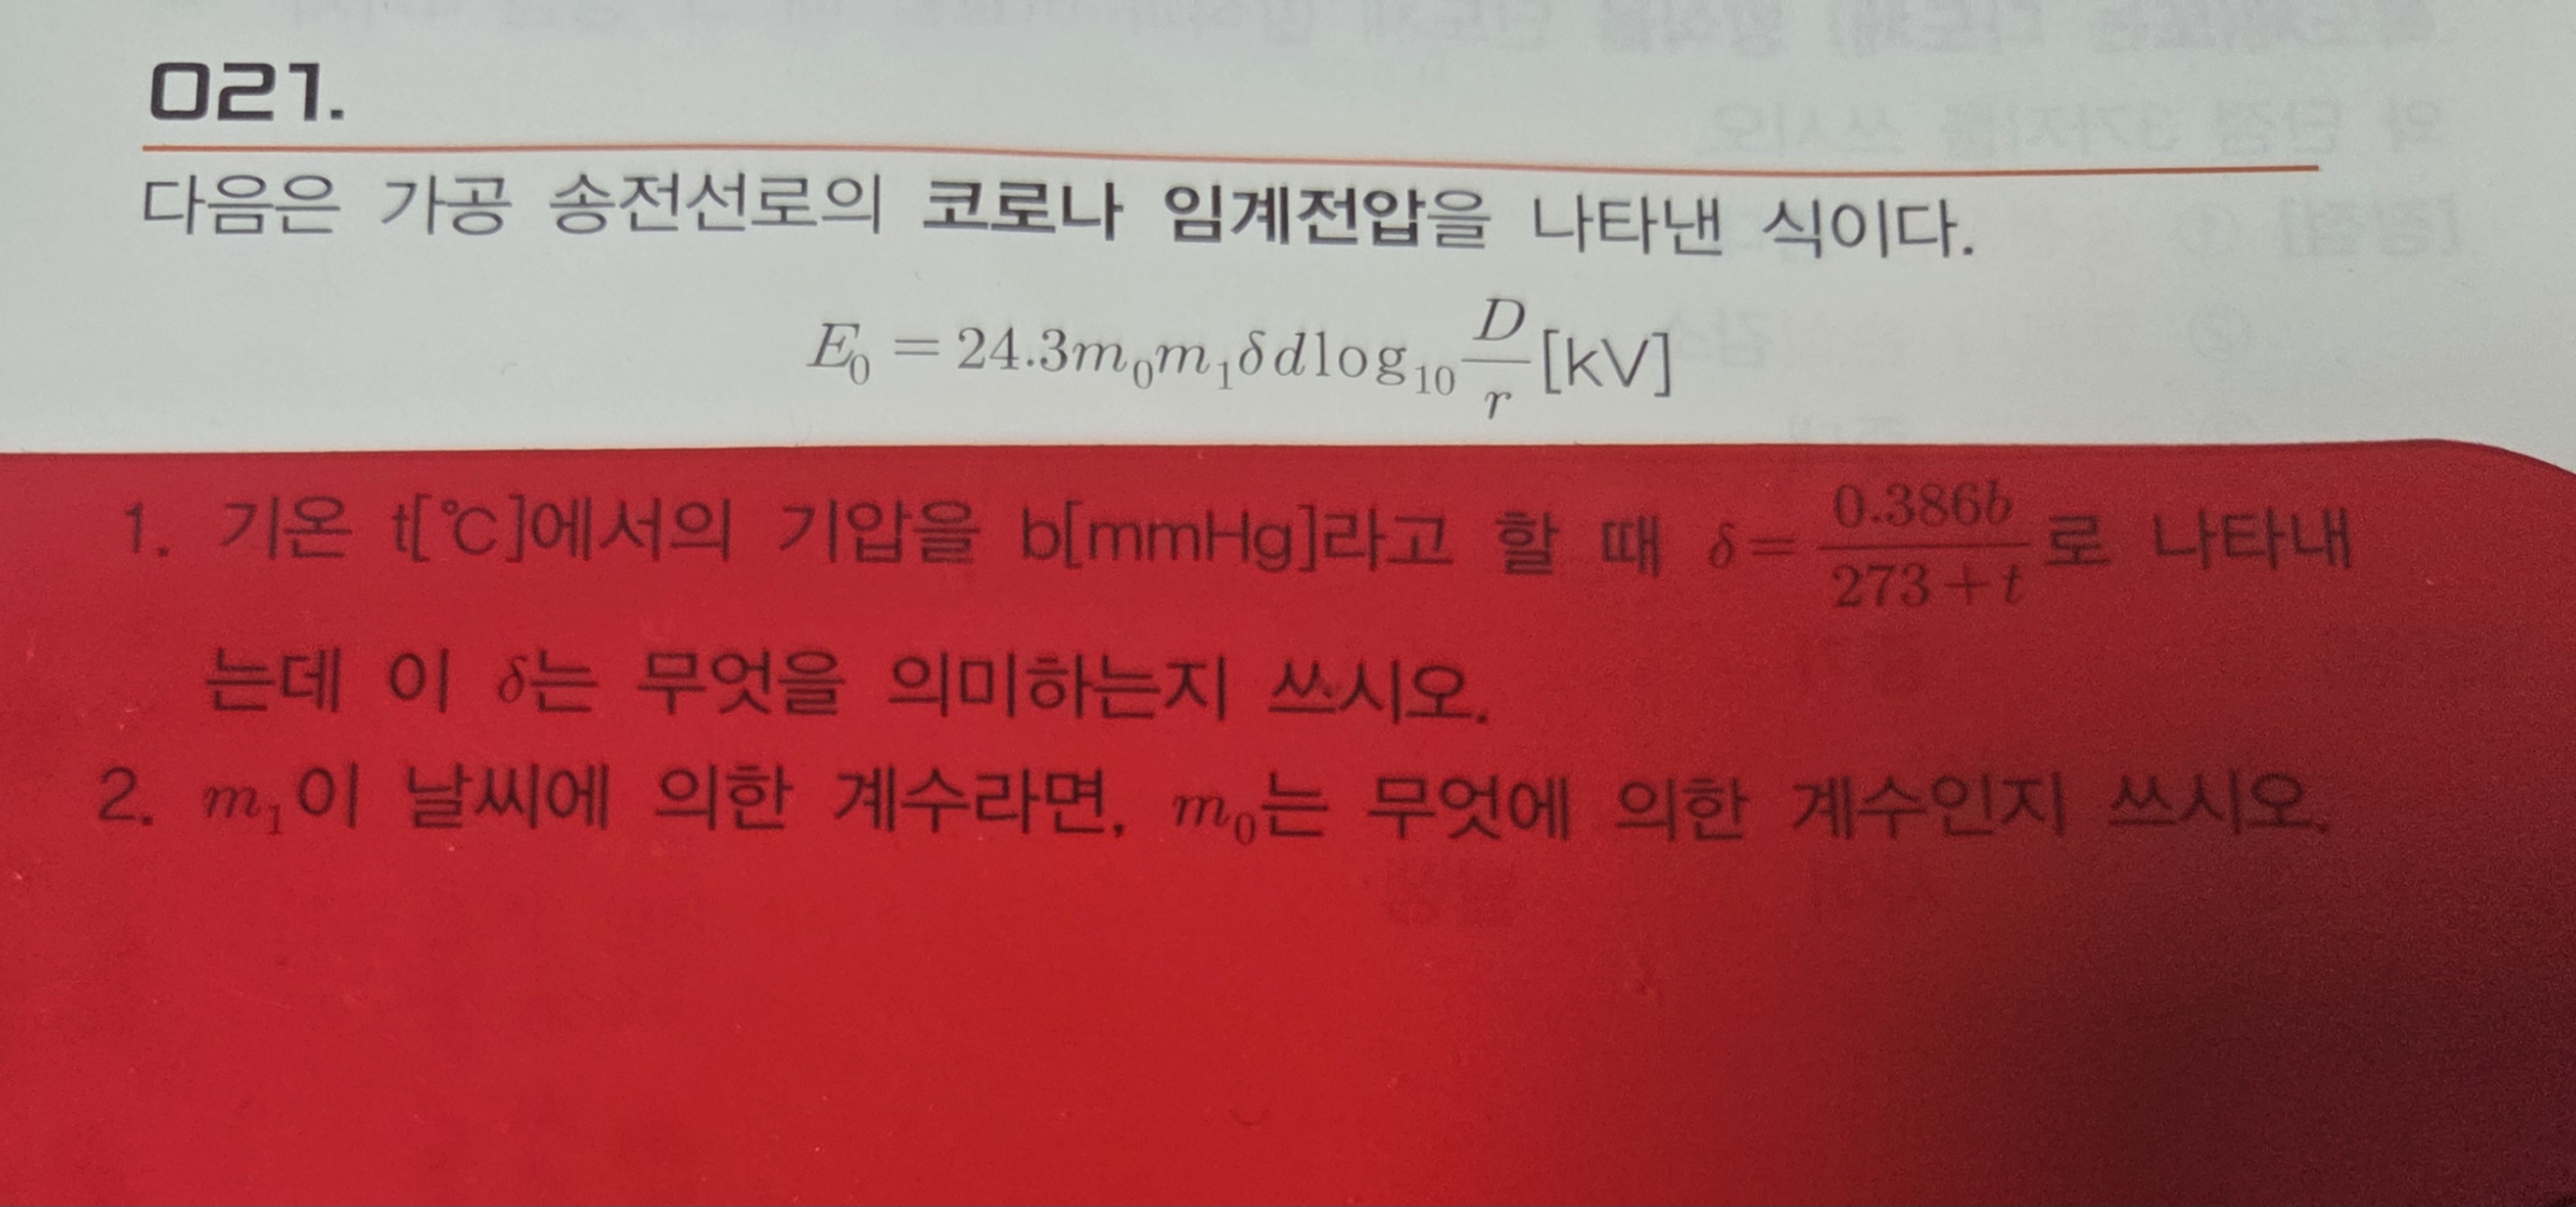 021.
다음은 가공 송전선로의 코로나 임계전압을 나타낸 식이다.
E₀ = 24.3m₀m₁δdlog₁₀ D/r [kV]
1. 기온 t[℃]에서의 기압을 b[mmHg]라고 할 때 δ = 0.386b/(273+t) 로 나타내
는데 이 δ는 무엇을 의미하는지 쓰시오.
2. m₁이 날씨에 의한 계수라면, m₀는 무엇에 의한 계수인지 쓰시오.